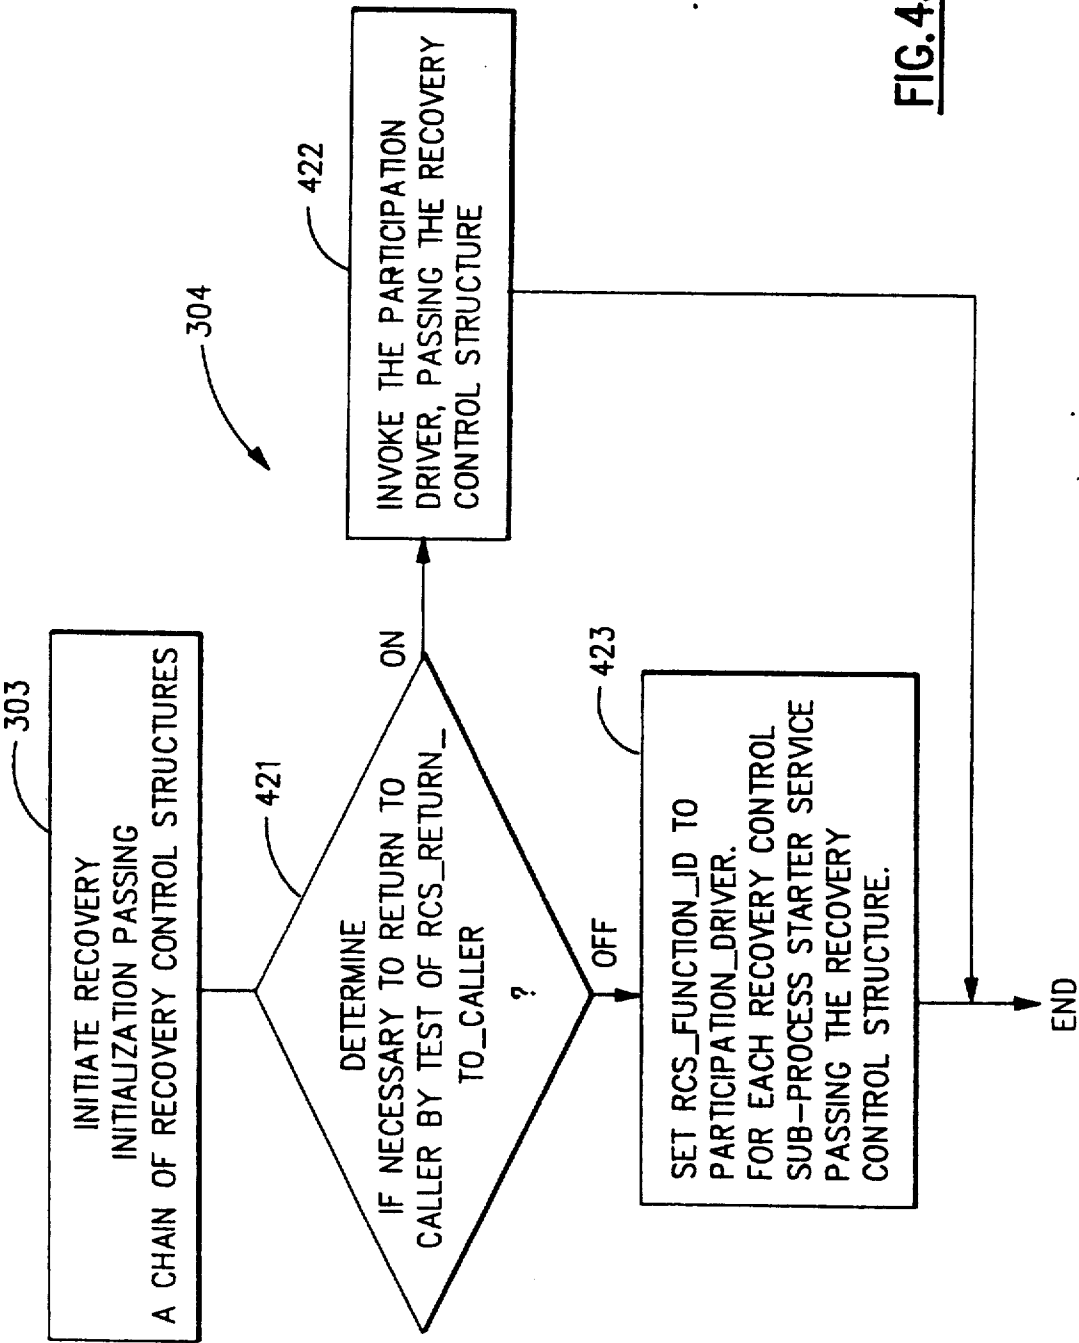 303
INITIATE RECOVERY
INITIALIZATION PASSING
A CHAIN OF RECOVERY CONTROL STRUCTURES
304
421
DETERMINE
IF NECESSARY TO RETURN TO
CALLER BY TEST OF RCS_RETURN_
TO_CALLER
?
ON
422
INVOKE THE PARTICIPATION
DRIVER, PASSING THE RECOVERY
CONTROL STRUCTURE
OFF
423
SET RCS_FUNCTION_ID TO
PARTICIPATION_DRIVER.
FOR EACH RECOVERY CONTROL
SUB-PROCESS STARTER SERVICE
PASSING THE RECOVERY
CONTROL STRUCTURE.
END